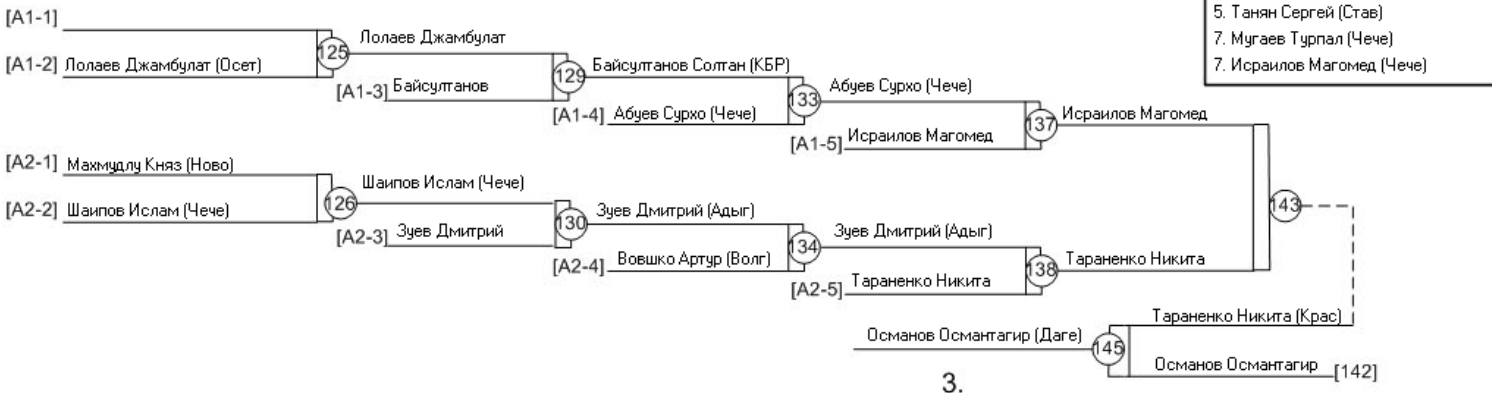 5. Танян Сергей (Став)
7. Мугаев Турпал (Чече)
7. Исраилов Магомед (Чече)
[A1-1]
Лолаев Джамбулат
125
[A1-2] Лолаев Джамбулат (Осет)
Байсултанов Солтан (КБР)
129
[A1-3] Байсултанов
Абуев Сурхо (Чече)
133
[A1-4] Абуев Сурхо (Чече)
Исраилов Магомед
137
[A1-5] Исраилов Магомед
[A2-1] Махмудлу Княз (Ново)
Шаипов Ислам (Чече)
126
[A2-2] Шаипов Ислам (Чече)
143
Зуев Дмитрий (Адыг)
130
[A2-3] Зуев Дмитрий
Зуев Дмитрий (Адыг)
134
[A2-4] Вовшко Артур (Волг)
Тараненко Никита
138
[A2-5] Тараненко Никита
Тараненко Никита (Крас)
Османов Османтагир (Даге)
145
Османов Османтагир [142]
3.